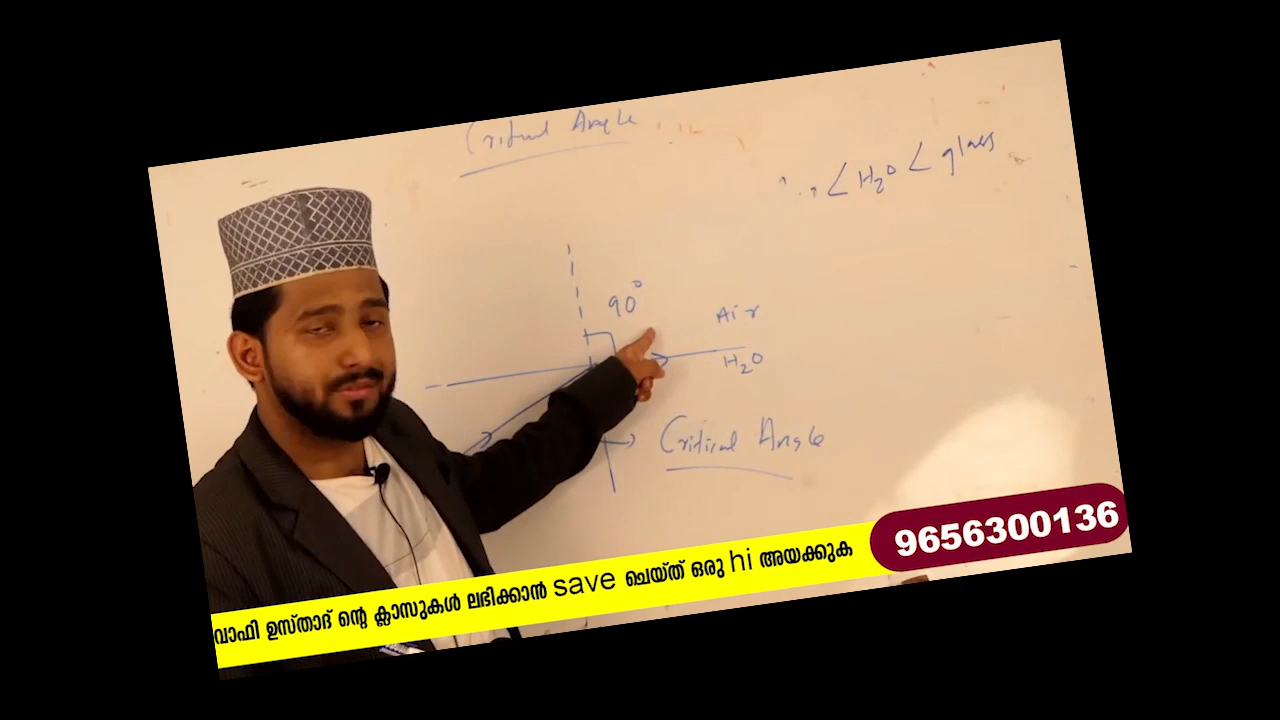 Critical Angle
< H₂O < glass
90°
Air
H₂O
Critical Angle
9656300136
വാഫി ഉസ്താദ് ന്റെ ക്ലാസുകൾ ലഭിക്കാൻ save ചെയ്ത് ഒരു hi അയക്കുക